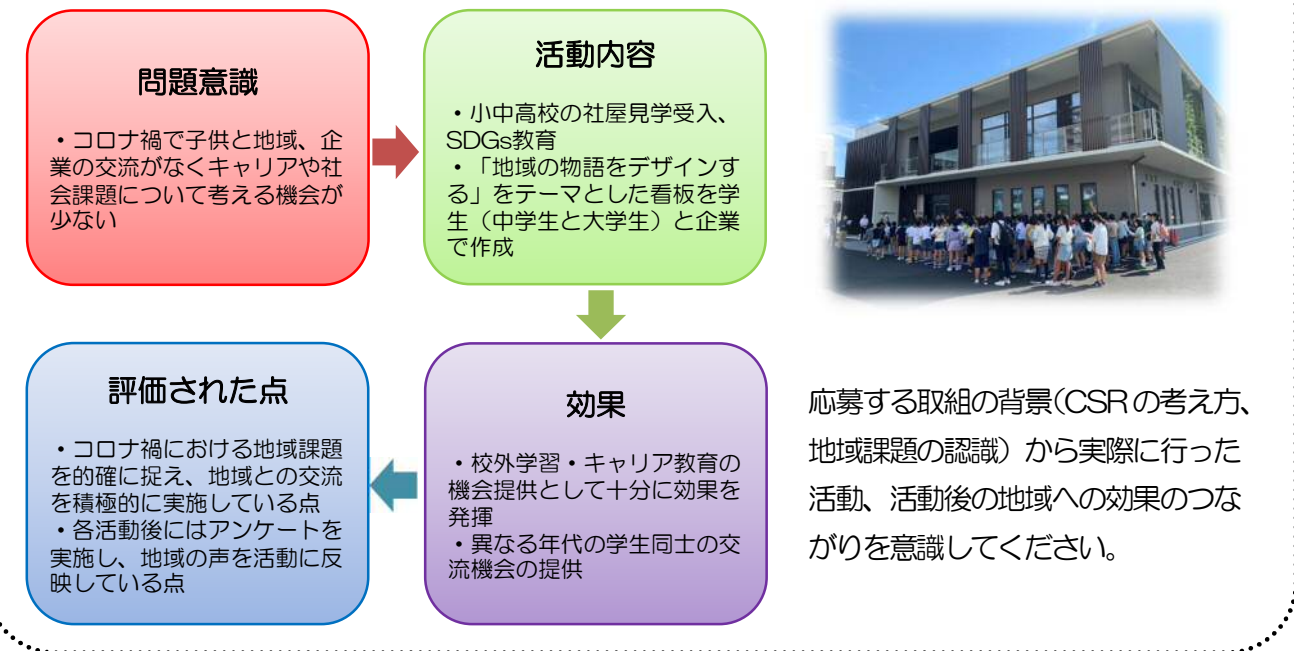 問題意識
・コロナ禍で子供と地域、企
業の交流がなくキャリアや社
会課題について考える機会が
少ない
活動内容
・小中高校の社屋見学受入、
SDGs教育
・「地域の物語をデザインす
る」をテーマとした看板を学
生（中学生と大学生）と企業
で作成
効果
・校外学習・キャリア教育の
機会提供として十分に効果を
発揮
・異なる年代の学生同士の交
流機会の提供
評価された点
・コロナ禍における地域課題
を的確に捉え、地域との交流
を積極的に実施している点
・各活動後にはアンケートを
実施し、地域の声を活動に反
映している点
応募する取組の背景（CSRの考え方、
地域課題の認識）から実際に行った
活動、活動後の地域への効果のつな
がりを意識してください。